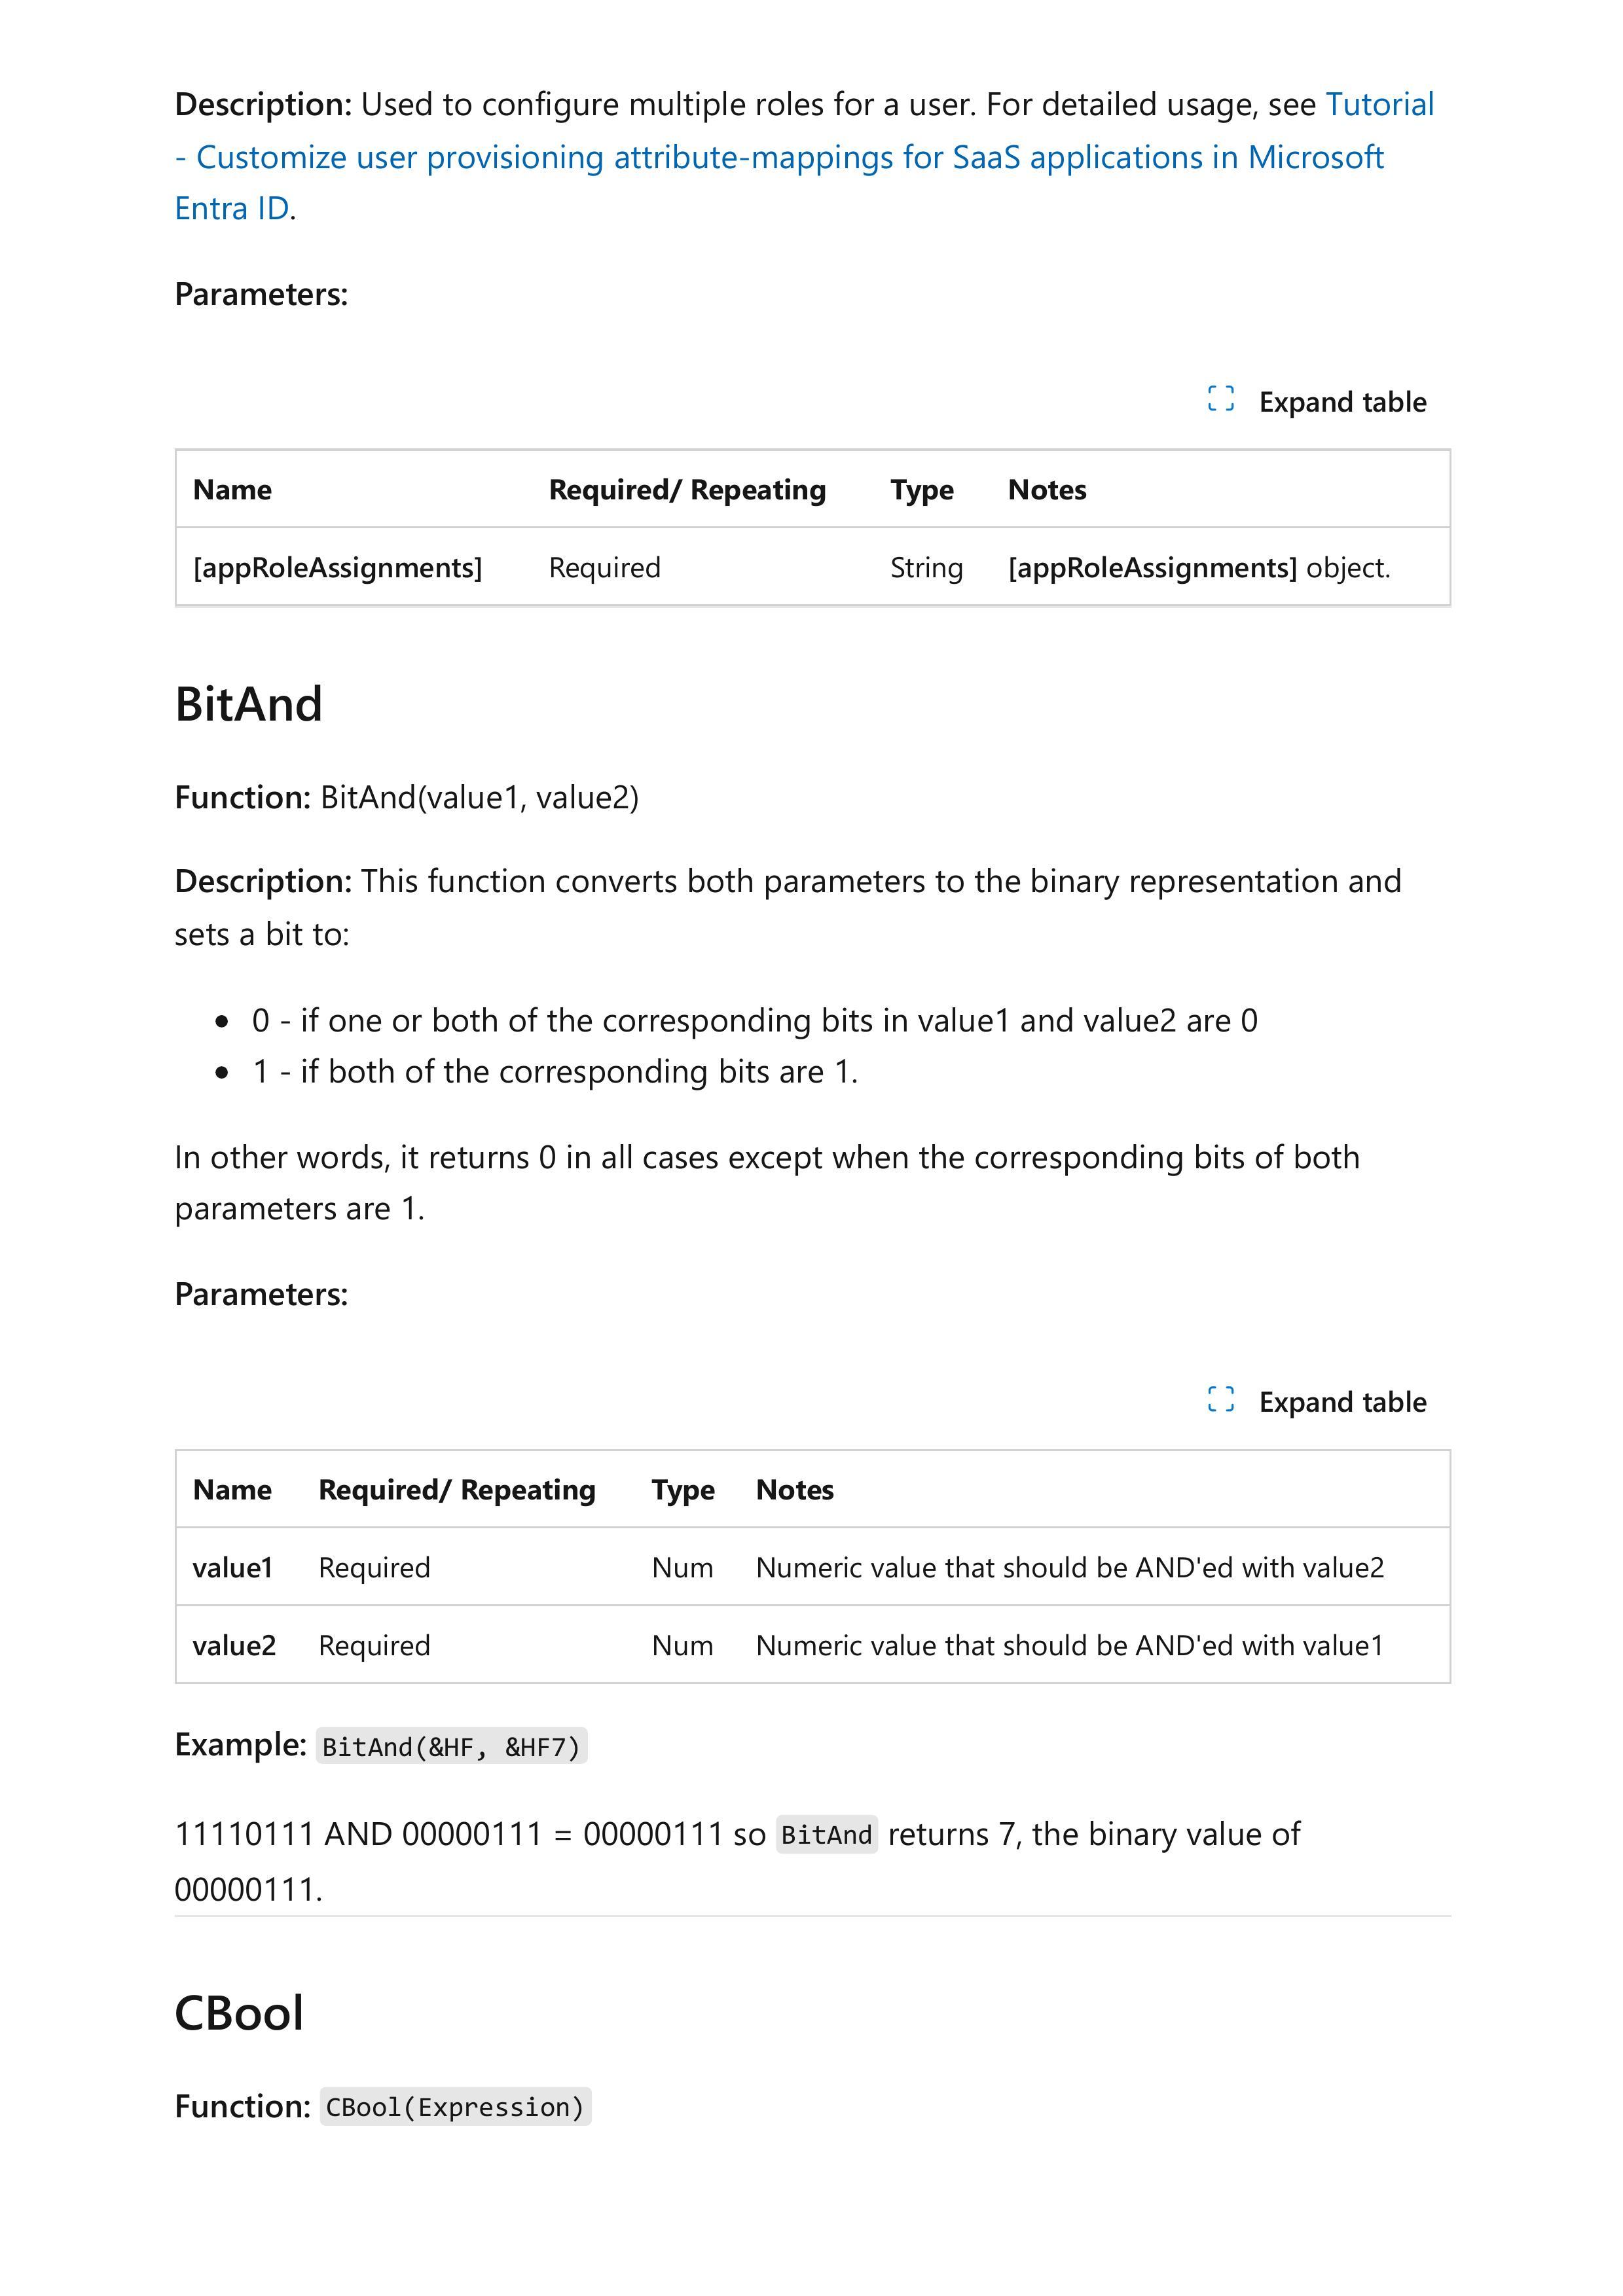 Description: Used to configure multiple roles for a user. For detailed usage, see Tutorial
- Customize user provisioning attribute-mappings for SaaS applications in Microsoft
Entra ID.
Parameters:
Expand table
Name Required/ Repeating Type Notes
[appRoleAssignments] Required String [appRoleAssignments] object.
BitAnd
Function: BitAnd(value1, value2)
Description: This function converts both parameters to the binary representation and
sets a bit to:
• 0 - if one or both of the corresponding bits in value1 and value2 are 0
• 1 - if both of the corresponding bits are 1.
In other words, it returns 0 in all cases except when the corresponding bits of both
parameters are 1.
Parameters:
Expand table
Name Required/ Repeating Type Notes
value1 Required Num Numeric value that should be AND'ed with value2
value2 Required Num Numeric value that should be AND'ed with value1
Example: BitAnd(&HF, &HF7)
11110111 AND 00000111 = 00000111 so BitAnd returns 7, the binary value of
00000111.
CBool
Function: CBool(Expression)